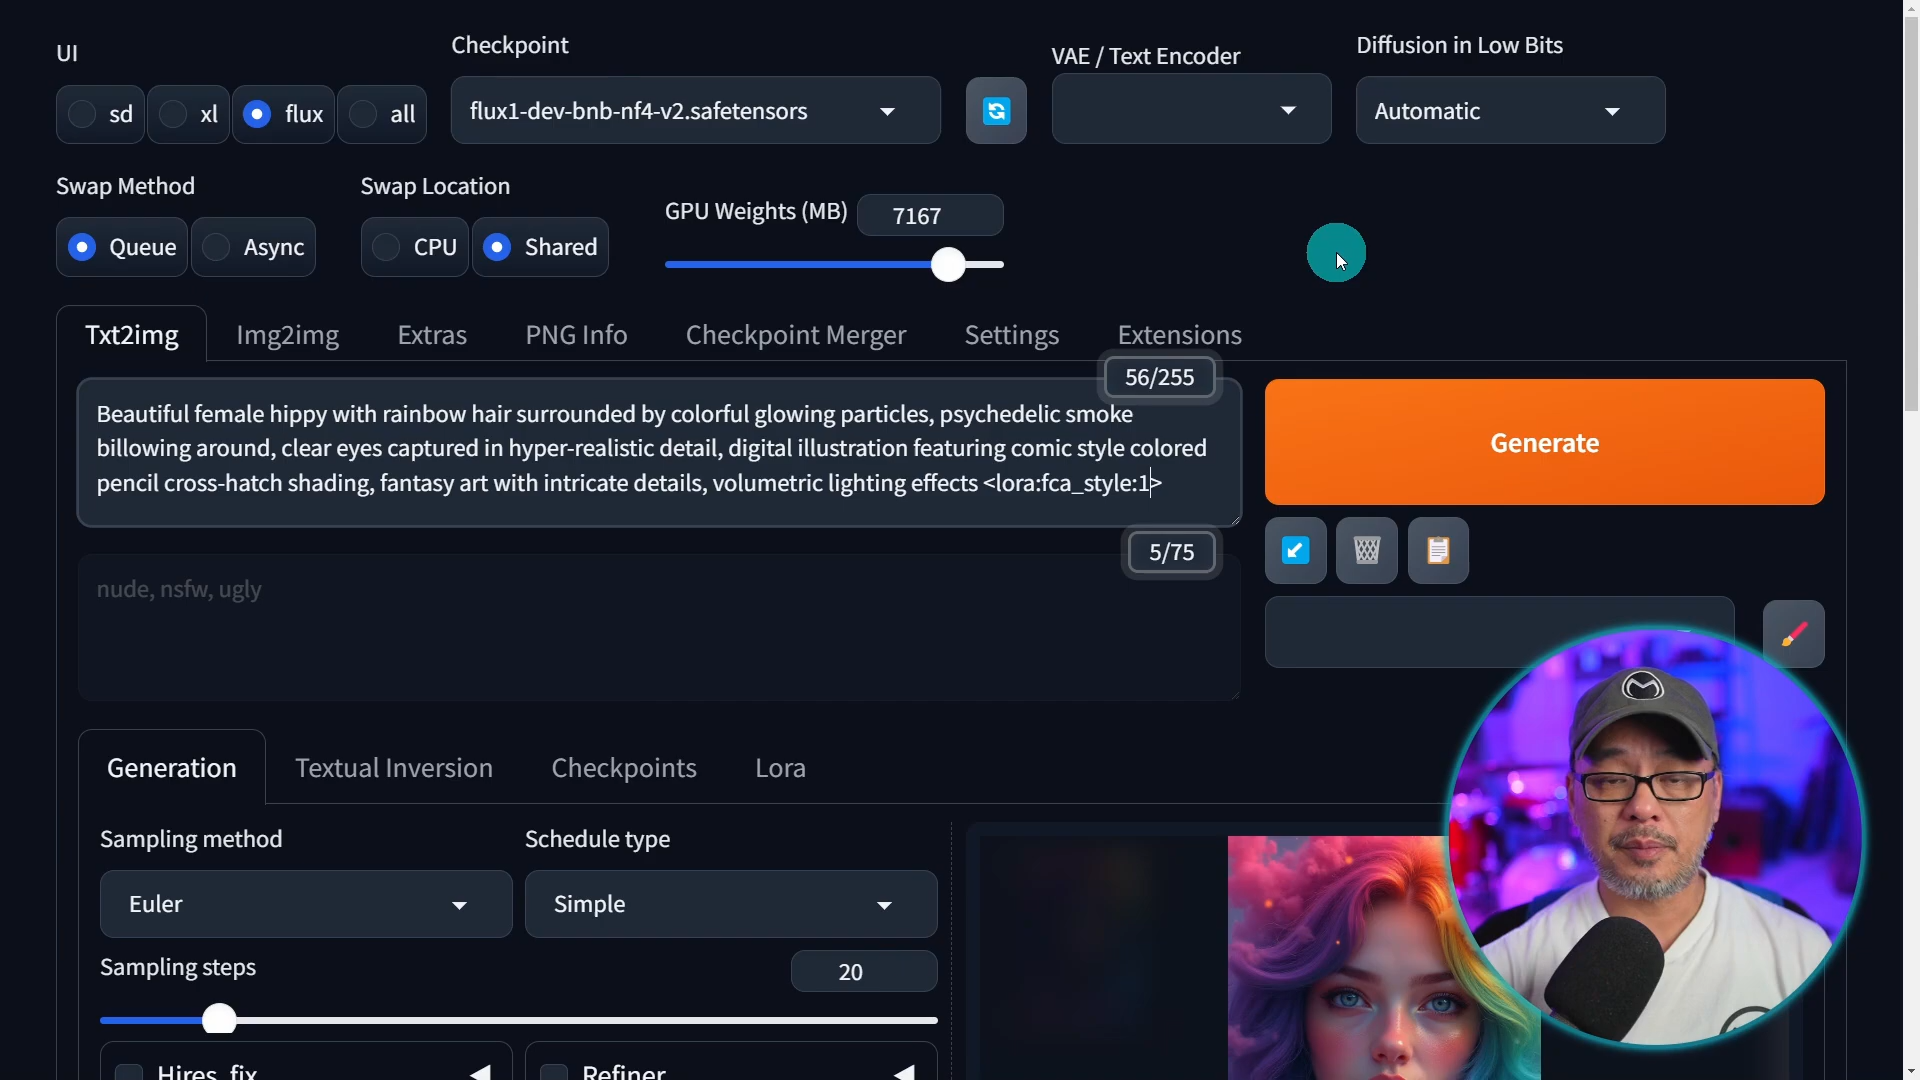 UI
Checkpoint
VAE / Text Encoder
Diffusion in Low Bits
sd
xl
flux
all
flux1-dev-bnb-nf4-v2.safetensors
Automatic
Swap Method
Swap Location
GPU Weights (MB)
7167
Queue
Async
CPU
Shared
Txt2img
Img2img
Extras
PNG Info
Checkpoint Merger
Settings
Extensions
56/255
Beautiful female hippy with rainbow hair surrounded by colorful glowing particles, psychedelic smoke
billowing around, clear eyes captured in hyper-realistic detail, digital illustration featuring comic style colored
pencil cross-hatch shading, fantasy art with intricate details, volumetric lighting effects <lora:fca_style:1>
Generate
5/75
nude, nsfw, ugly
Generation
Textual Inversion
Checkpoints
Lora
Sampling method
Schedule type
Euler
Simple
Sampling steps
20
Hires. fix
Refiner